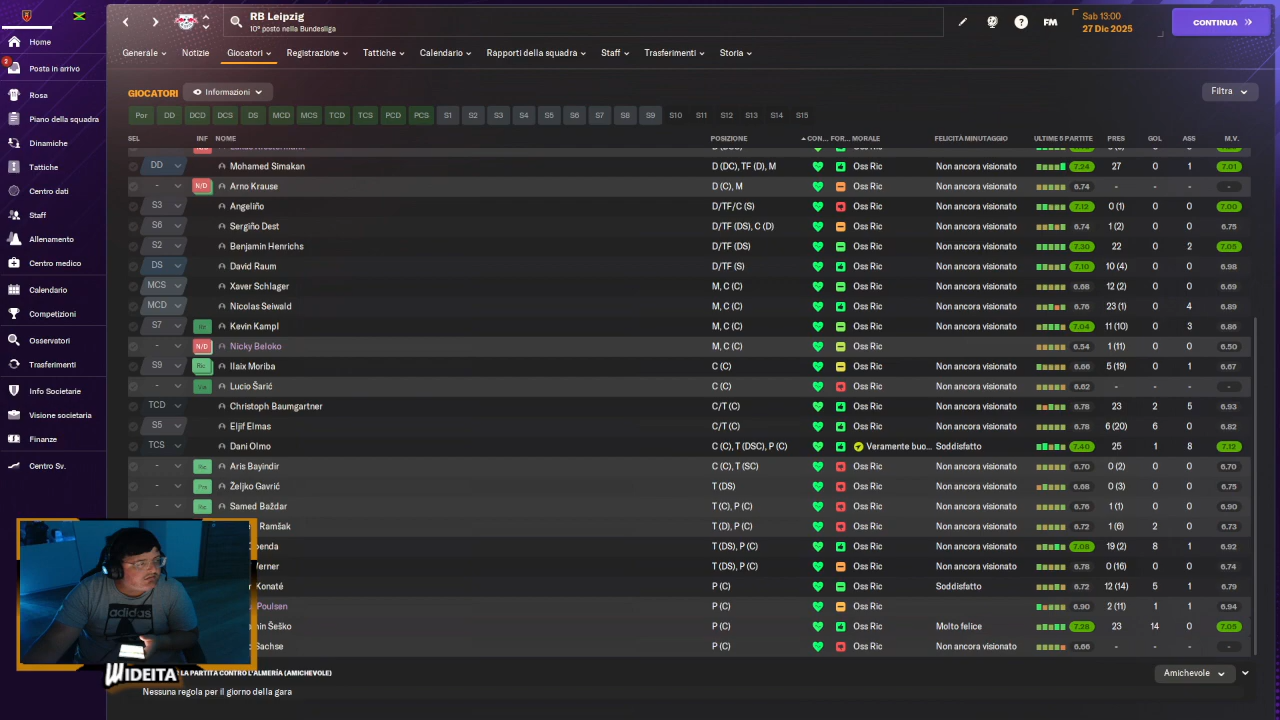 RB Leipzig
10° posto nella Bundesliga
FM
Sab 13:00
27 Dic 2025
CONTINUA
Home
Generale Notizie Giocatori Registrazione Tattiche Calendario Rapporti della squadra Staff Trasferimenti Storia
2
Posta in arrivo
Rosa
Piano della squadra
Dinamiche
Tattiche
Centro dati
Staff
Allenamento
Centro medico
Calendario
Competizioni
Osservatori
Trasferimenti
Info Societarie
Visione societaria
Finanze
Centro Sv.
GIOCATORI Informazioni Filtra
Por DD DCD DCS DS MCD MCS TCD TCS PCD PCS S1 S2 S3 S4 S5 S6 S7 S8 S9 S10 S11 S12 S13 S14 S15
SEL INF NOME POSIZIONE CON... FOR... MORALE FELICITÀ MINUTAGGIO ULTIME 5 PARTITE PRES GOL ASS M.V.
DD Mohamed Simakan D (DC), TF (D), M Oss Ric Non ancora visionato 7.24 27 0 1 7.01
- N/D Arno Krause D (C), M Oss Ric Non ancora visionato 6.74 - - - -
S3 Angeliño D/TF/C (S) Oss Ric Non ancora visionato 7.12 0 (1) 0 0 7.00
S6 Sergiño Dest D/TF (DS), C (D) Oss Ric Non ancora visionato 6.74 1 (2) 0 0 6.75
S2 Benjamin Henrichs D/TF (DS) Oss Ric Non ancora visionato 7.30 22 0 2 7.05
DS David Raum D/TF (S) Oss Ric Non ancora visionato 7.10 10 (4) 0 0 6.98
MCS Xaver Schlager M, C (C) Oss Ric Non ancora visionato 6.68 12 (2) 0 0 6.69
MCD Nicolas Seiwald M, C (C) Oss Ric Non ancora visionato 6.76 23 (1) 0 4 6.89
S7 Kevin Kampl M, C (C) Oss Ric Non ancora visionato 7.04 11 (10) 0 3 6.86
- N/D Nicky Beloko M, C (C) Oss Ric Non ancora visionato 6.54 1 (11) 0 0 6.50
S9 Ric Ilaix Moriba C (C) Oss Ric Non ancora visionato 6.66 5 (19) 0 1 6.67
- Lucio Šarić C (C) Oss Ric Non ancora visionato 6.62 - - - -
TCD Christoph Baumgartner C/T (C) Oss Ric Non ancora visionato 6.78 23 2 5 6.93
S5 Eljif Elmas C/T (C) Oss Ric Non ancora visionato 6.78 6 (20) 6 0 6.82
TCS Dani Olmo C (C), T (DSC), P (C) Veramente buo... Soddisfatto 7.40 25 1 8 7.12
- Ric Aris Bayindir C (C), T (SC) Oss Ric Non ancora visionato 6.70 0 (2) 0 0 6.70
- Pre Željko Gavrić T (DS) Oss Ric Non ancora visionato 6.68 0 (3) 0 0 6.75
- Ric Samed Baždar T (C), P (C) Oss Ric Non ancora visionato 6.76 1 (1) 0 0 6.90
Ramšak T (D), P (C) Oss Ric Non ancora visionato 6.72 1 (6) 2 0 6.73
T (DS), P (C) Oss Ric Non ancora visionato 7.08 19 (2) 8 1 6.92
T (DS), P (C) Oss Ric Non ancora visionato 6.78 0 (16) 0 0 6.74
Konaté P (C) Oss Ric Soddisfatto 6.72 12 (14) 5 1 6.79
Poulsen P (C) Oss Ric Non ancora visionato 6.90 2 (11) 1 1 6.94
Šeško P (C) Oss Ric Molto felice 7.28 23 14 0 7.05
Sachse P (C) Oss Ric Non ancora visionato 6.66 - - - -
adidas
WIDEITA
LA PARTITA CONTRO L'ALMERÍA (AMICHEVOLE) Amichevole
Nessuna regola per il giorno della gara